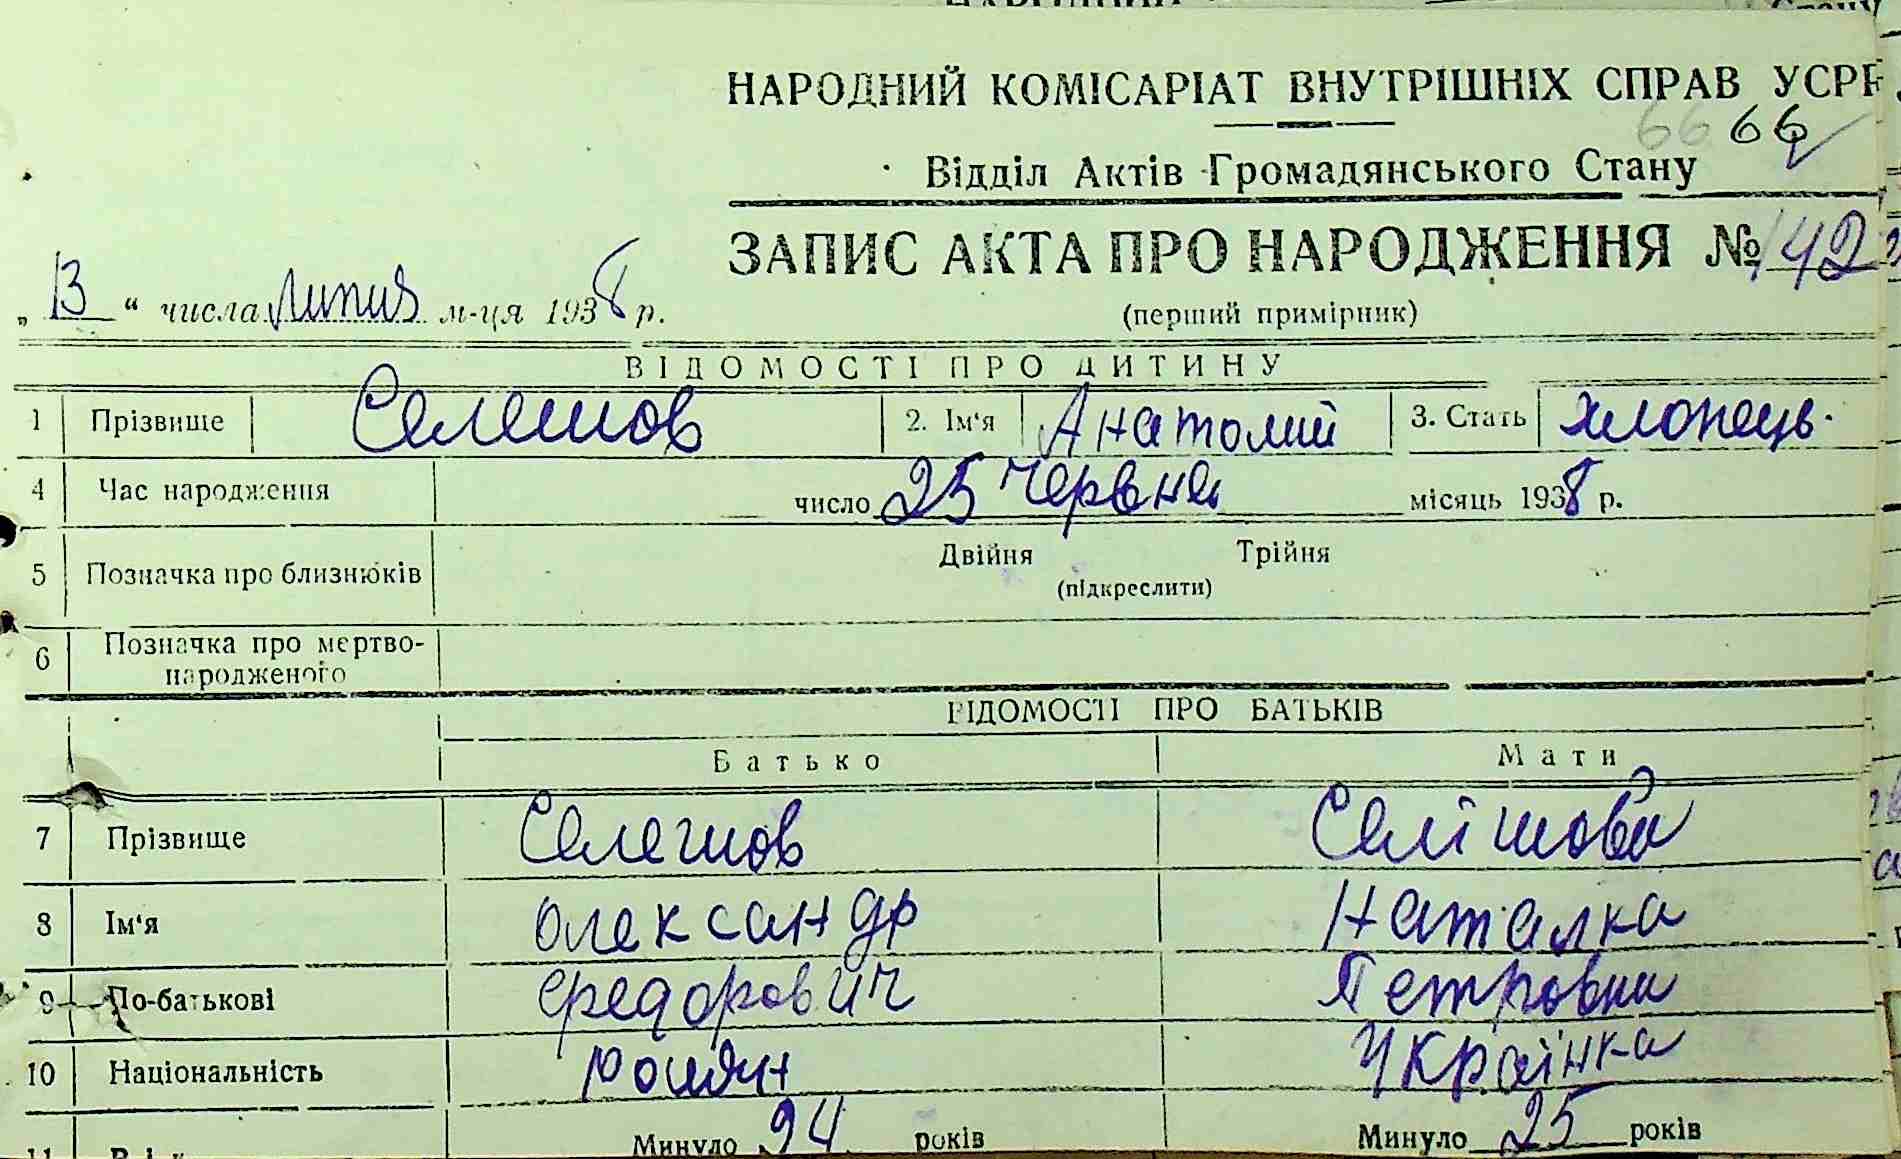 НАРОДНИЙ КОМІСАРІАТ ВНУТРІШНІХ СПРАВ УСРР
66 66
Відділ Актів Громадянського Стану
ЗАПИС АКТА ПРО НАРОДЖЕННЯ № 142
„13“ числа Липня м-ця 1938 р.
(перший примірник)
ВІДОМОСТІ ПРО ДИТИНУ
1 Прізвище Селешов 2. Ім‘я Анатолий 3. Стать хлопець.
4 Час народження число 25 Червня місяць 1938 р.
5 Позначка про близнюків Двійня Трійня
(підкреслити)
6 Позначка про мертво-
народженого
ВІДОМОСТІ ПРО БАТЬКІВ
Батько Мати
7 Прізвище Селешов Селішова
8 Ім‘я Олександр Наталка
9 По-батькові Федорович Петровна
10 Національність росіян Українка
11 Минуло років Минуло 25 років